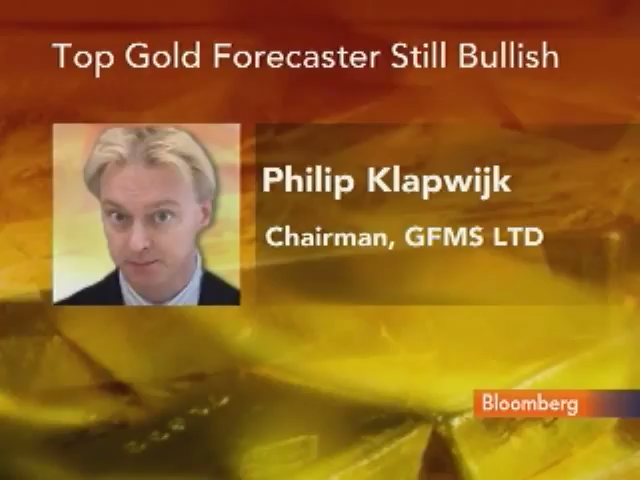 Top Gold Forecaster Still Bullish
Philip Klapwijk
Chairman, GFMS LTD
Bloomberg